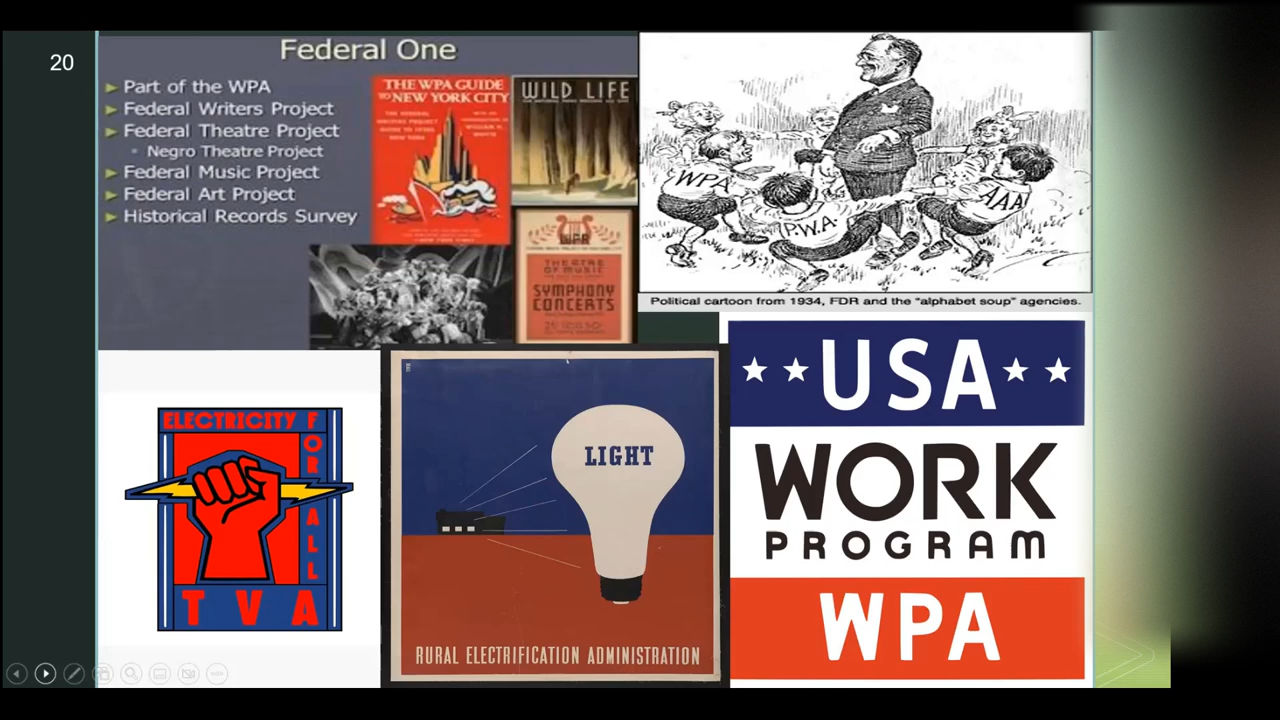 20
Federal One
Part of the WPA
Federal Writers Project
Federal Theatre Project
Negro Theatre Project
Federal Music Project
Federal Art Project
Historical Records Survey
THE WPA GUIDE
TO NEW YORK CITY
WILD LIFE
WPA
THEATRE
OF MUSIC
SYMPHONY
CONCERTS
WPA
P.W.A.
AAA
Political cartoon from 1934, FDR and the "alphabet soup" agencies.
ELECTRICITY FOR ALL
TVA
LIGHT
RURAL ELECTRIFICATION ADMINISTRATION
USA
WORK
PROGRAM
WPA